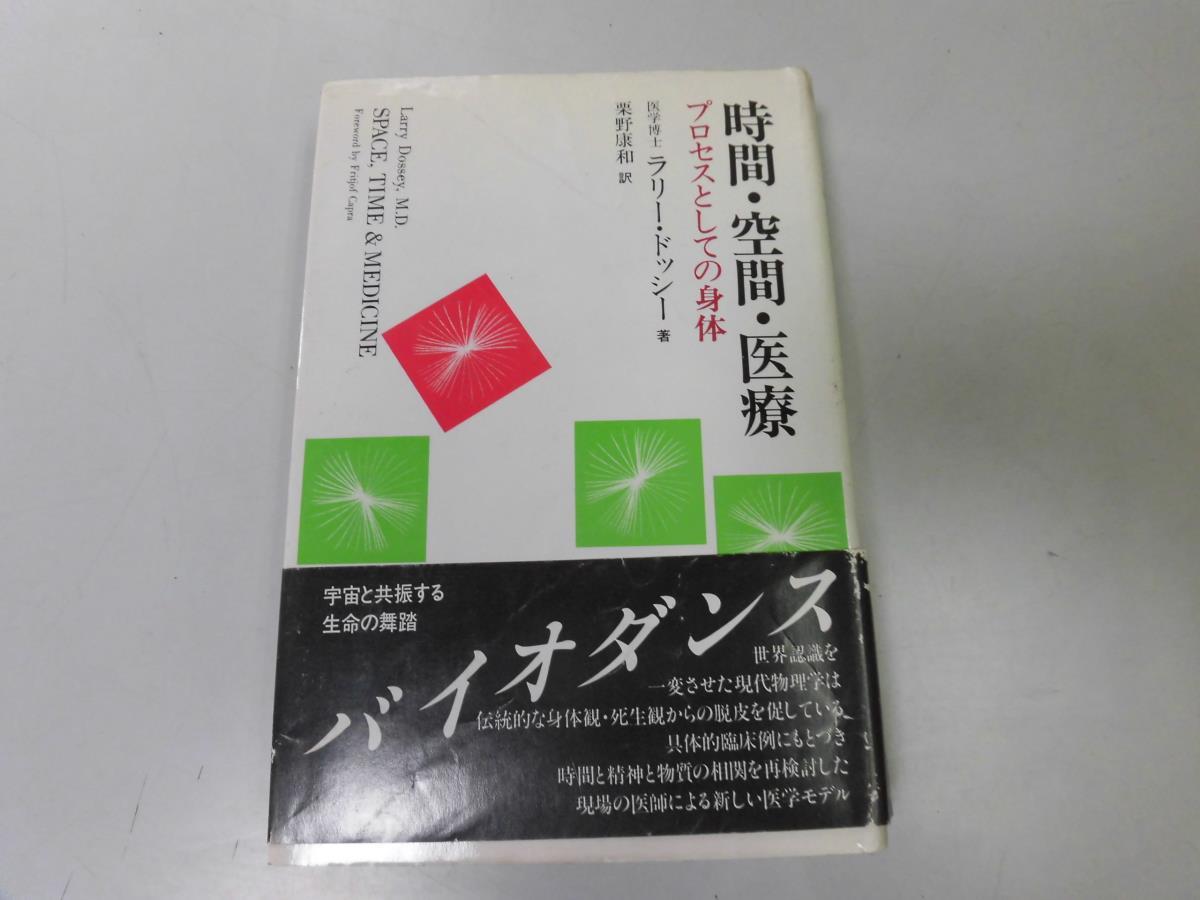 時間・空間・医療
プロセスとしての身体
医学博士 ラリー・ドッシー 著
栗野康和 訳
Larry Dossey, M.D.
SPACE, TIME & MEDICINE
Foreword by Fritjof Capra
宇宙と共振する
生命の舞踏
バイオダンス
世界認識を
一変させた現代物理学は
伝統的な身体観・死生観からの脱皮を促している
具体的臨床例にもとづき
時間と精神と物質の相関を再検討した
現場の医師による新しい医学モデル